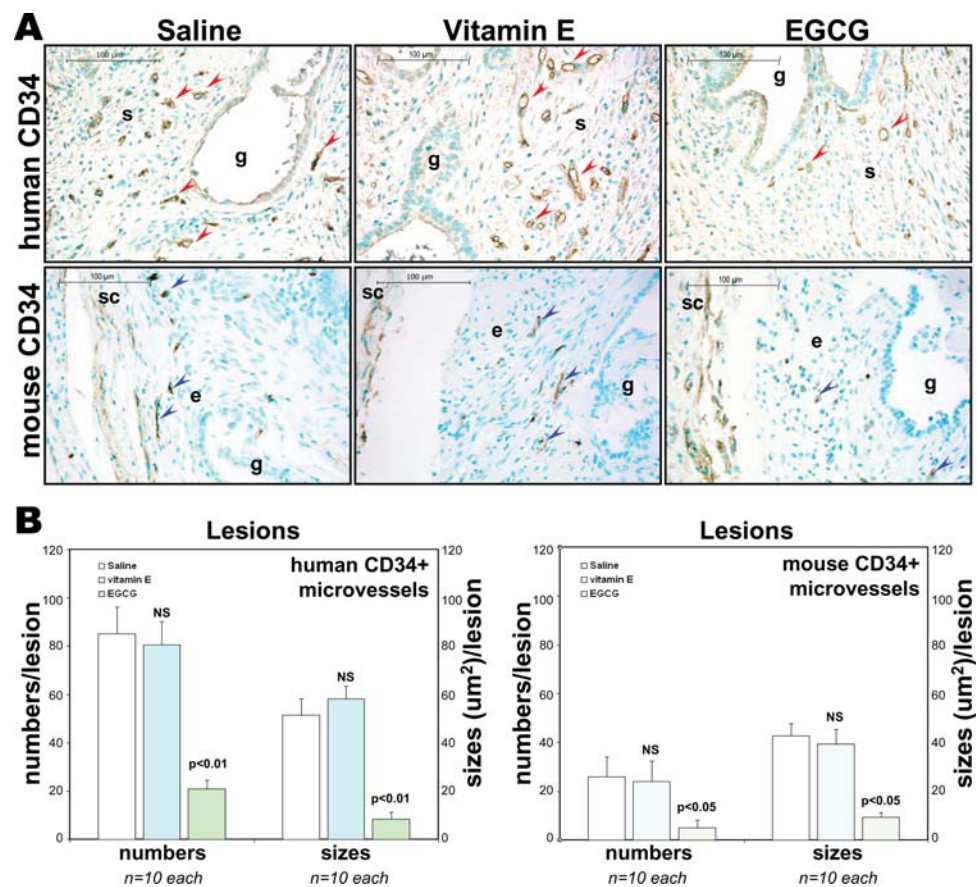 A
Saline
Vitamin E
EGCG
human CD34
100 µm
s
g
100 µm
g
s
100 µm
g
s
mouse CD34
100 µm
sc
e
g
100 µm
sc
e
g
100 µm
sc
e
g
B
Lesions
human CD34+
microvessels
Saline
vitamin E
EGCG
numbers/lesion
120
100
80
60
40
20
0
NS
p<0.01
NS
p<0.01
120
100
80
60
40
20
0
sizes (um²)/lesion
numbers
sizes
n=10 each
n=10 each
Lesions
mouse CD34+
microvessels
Saline
vitamin E
EGCG
numbers/lesion
120
100
80
60
40
20
0
NS
p<0.05
NS
p<0.05
120
100
80
60
40
20
0
sizes (um²)/lesion
numbers
sizes
n=10 each
n=10 each